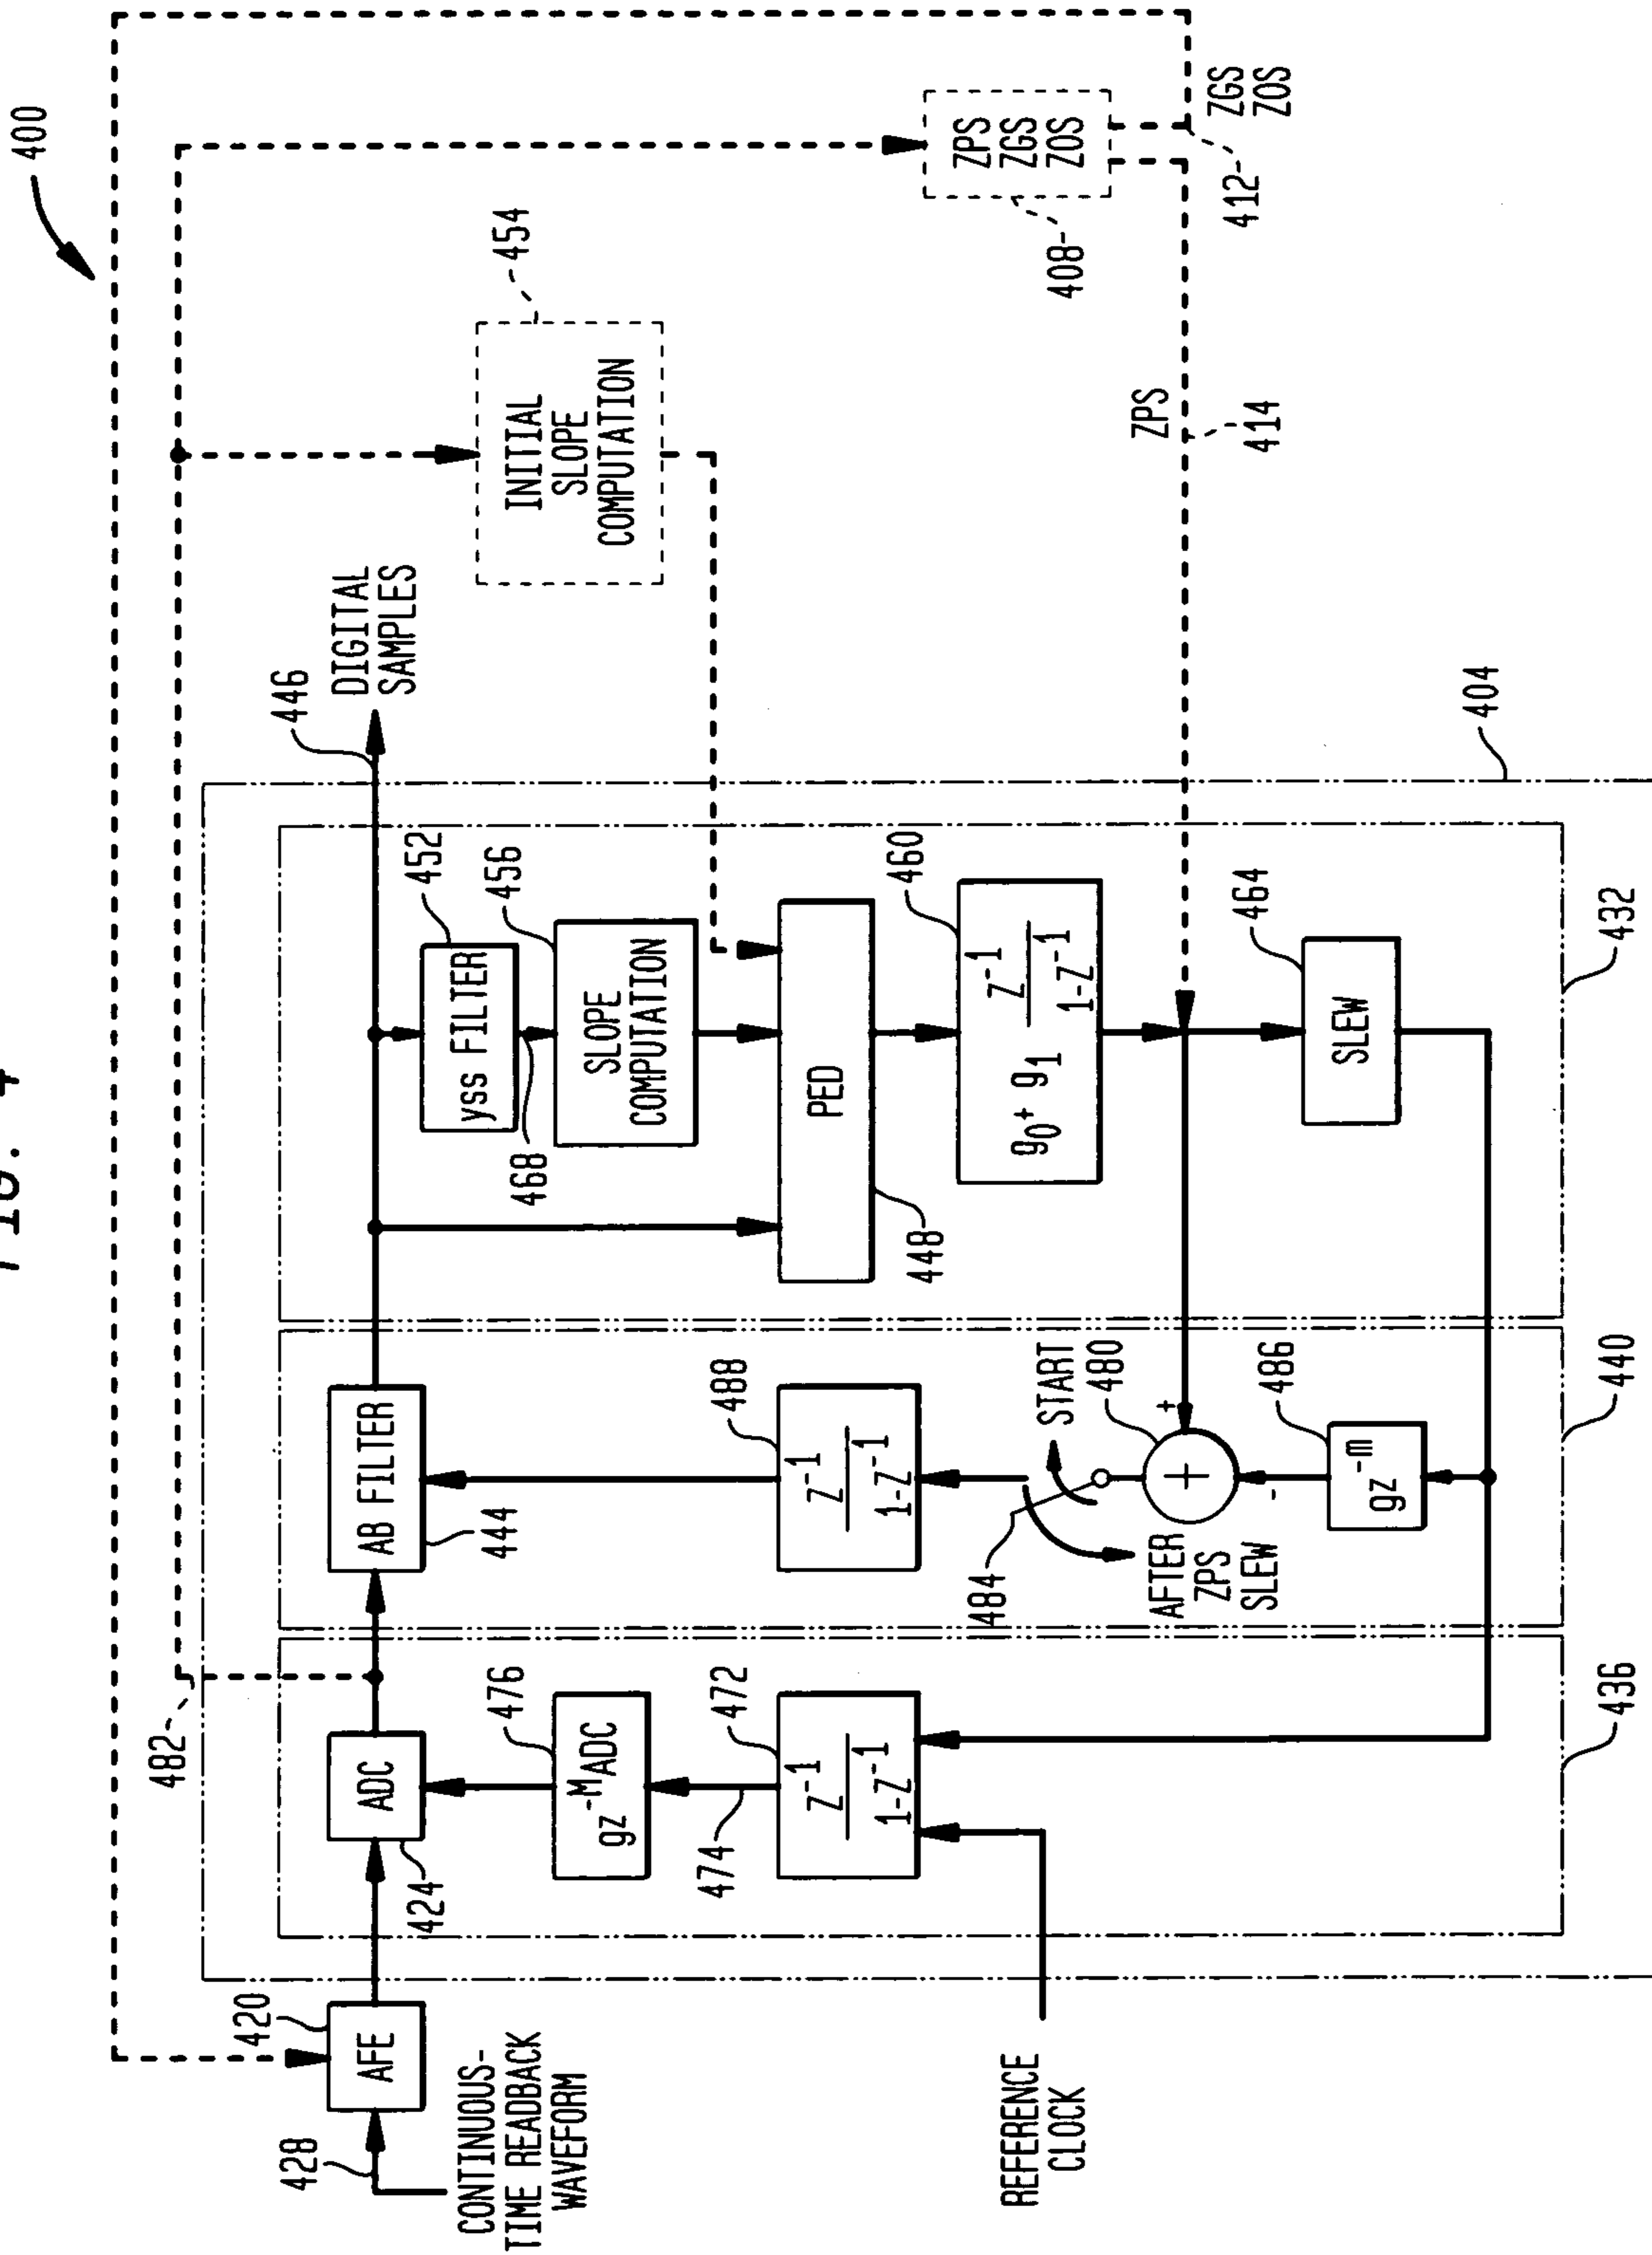 FIG. 4
400
420
AFE
428
CONTINUOUS-
TIME READBACK
WAVEFORM
REFERENCE
CLOCK
482
ADC
424
476
gz^-M_ADC
474
472
z^-1
1-z^-1
436
AB FILTER
444
488
z^-1
1-z^-1
484
START
480
+
+
-
AFTER
ZPS
SLEW
486
gz^-m
440
446
DIGITAL
SAMPLES
452
yss FILTER
468
456
SLOPE
COMPUTATION
PED
448
460
g0+ g1
z^-1
1-z^-1
464
SLEW
432
404
454
INITIAL
SLOPE
COMPUTATION
ZPS
414
ZPS
ZGS
ZOS
408
412
ZGS
ZOS